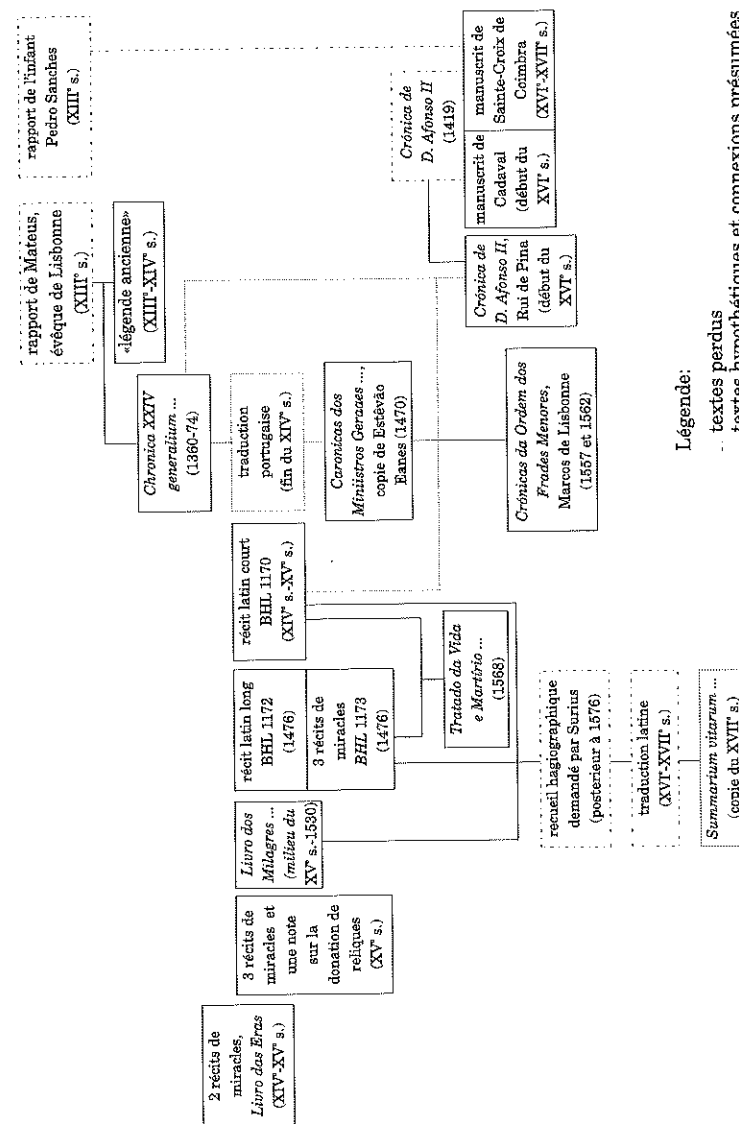 rapport de Mateus,
évêque de Lisbonne
(XIIIᵉ s.)
rapport de l'infant
Pedro Sanches
(XIIIᵉ s.)
«légende ancienne»
(XIIIᵉ-XIVᵉ s.)
Chronica XXIV
generalium ...
(1360-74)
2 récits de
miracles,
Livro das Eras
(XIVᵉ-XVᵉ s.)
3 récits de
miracles et
une note
sur la
donation de
reliques
(XVᵉ s.)
Livro dos
Milagres ...
(milieu du
XVᵉ s.-1530)
récit latin long
BHL 1172
(1476)
3 récits de
miracles
BHL 1173
(1476)
récit latin court
BHL 1170
(XIVᵉ s.-XVᵉ s.)
traduction
portugaise
(fin du XIVᵉ s.)
Caronicas dos
Miniistros Geraaes ...,
copie de Estêvão
Eanes (1470)
Crónica de
D. Afonso II
(1419)
Tratado da Vida
e Martírio ...
(1568)
Crónica de
D. Afonso II,
Rui de Pina
(début du
XVIᵉ s.)
manuscrit de
Cadaval
(début du
XVIᵉ s.)
manuscrit de
Sainte-Croix de
Coimbra
(XVIᵉ-XVIIᵉ s.)
Crónicas da Ordem dos
Frades Menores,
Marcos de Lisbonne
(1557 et 1562)
recueil hagiographique
demandé par Surius
(posterieur à 1576)
traduction latine
(XVIᵉ-XVIIᵉ s.)
Summarium vitarum ...
(copie du XVIIᵉ s.)
Légende:
textes perdus
textes hypothétiques et connexions présumées